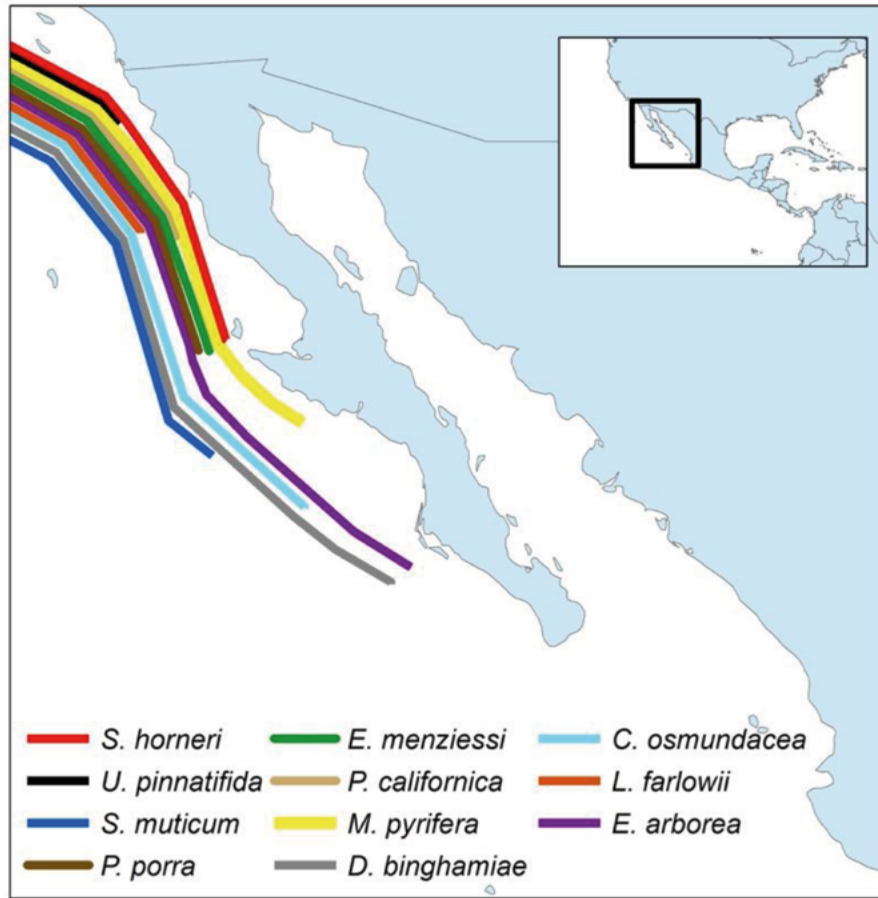 S. horneri E. menziessi C. osmundacea
U. pinnatifida P. californica L. farlowii
S. muticum M. pyrifera E. arborea
P. porra D. binghamiae